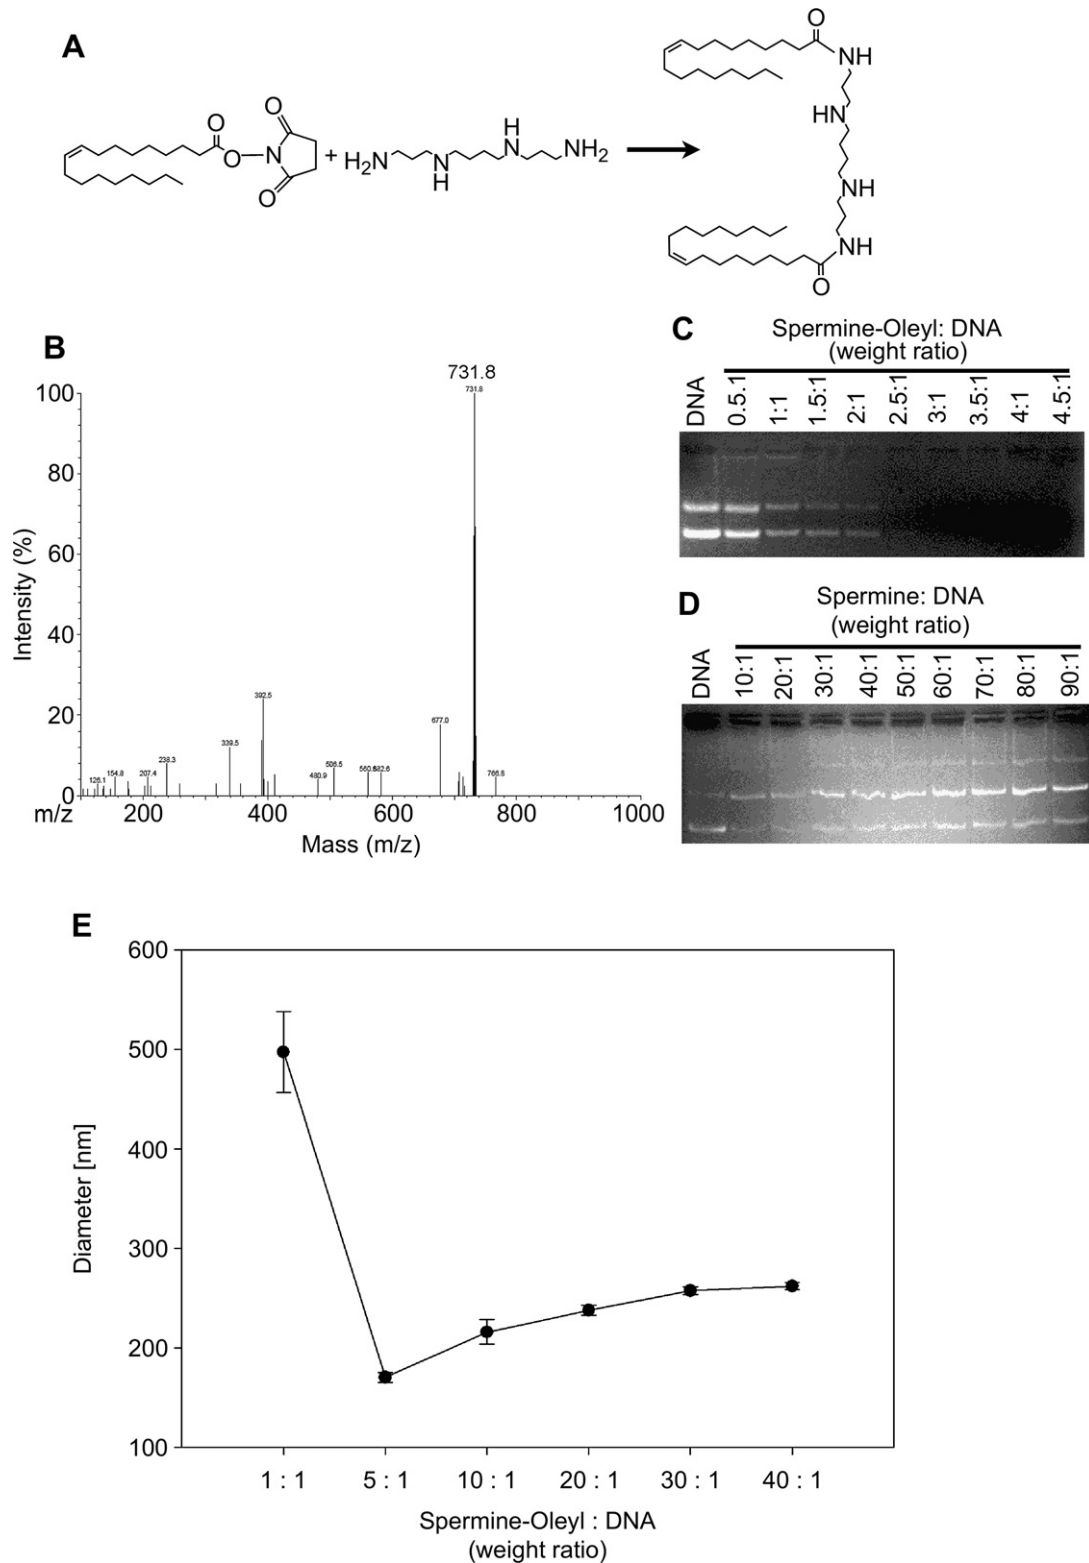 A
O
O
O
N
O
+
H₂N
N
H
H
N
NH₂
O
NH
HN
NH
NH
O
B
731.8
731.8
100
80
60
40
20
0
Intensity (%)
126.1
154.8
207.4
238.3
339.5
392.5
480.9
506.5
582.6
677.0
766.8
m/z
200
400
600
800
1000
Mass (m/z)
C
Spermine-Oleyl: DNA
(weight ratio)
DNA
0.5.1
1:1
1.5:1
2:1
2.5:1
3:1
3.5:1
4:1
4.5:1
D
Spermine: DNA
(weight ratio)
DNA
10:1
20:1
30:1
40:1
50:1
60:1
70:1
80:1
90:1
E
600
500
400
300
200
100
Diameter [nm]
1 : 1
5 : 1
10 : 1
20 : 1
30 : 1
40 : 1
Spermine-Oleyl : DNA
(weight ratio)